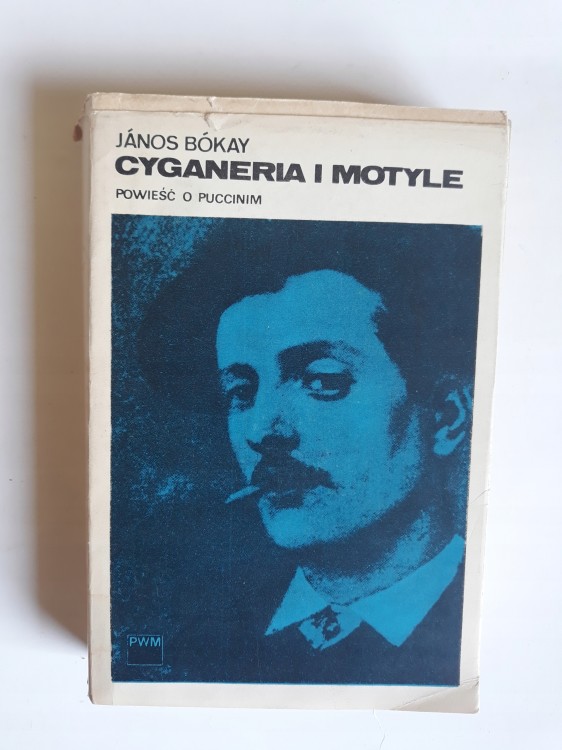 JÁNOS BÓKAY
CYGANERIA I MOTYLE
POWIEŚĆ O PUCCINIM
PWM